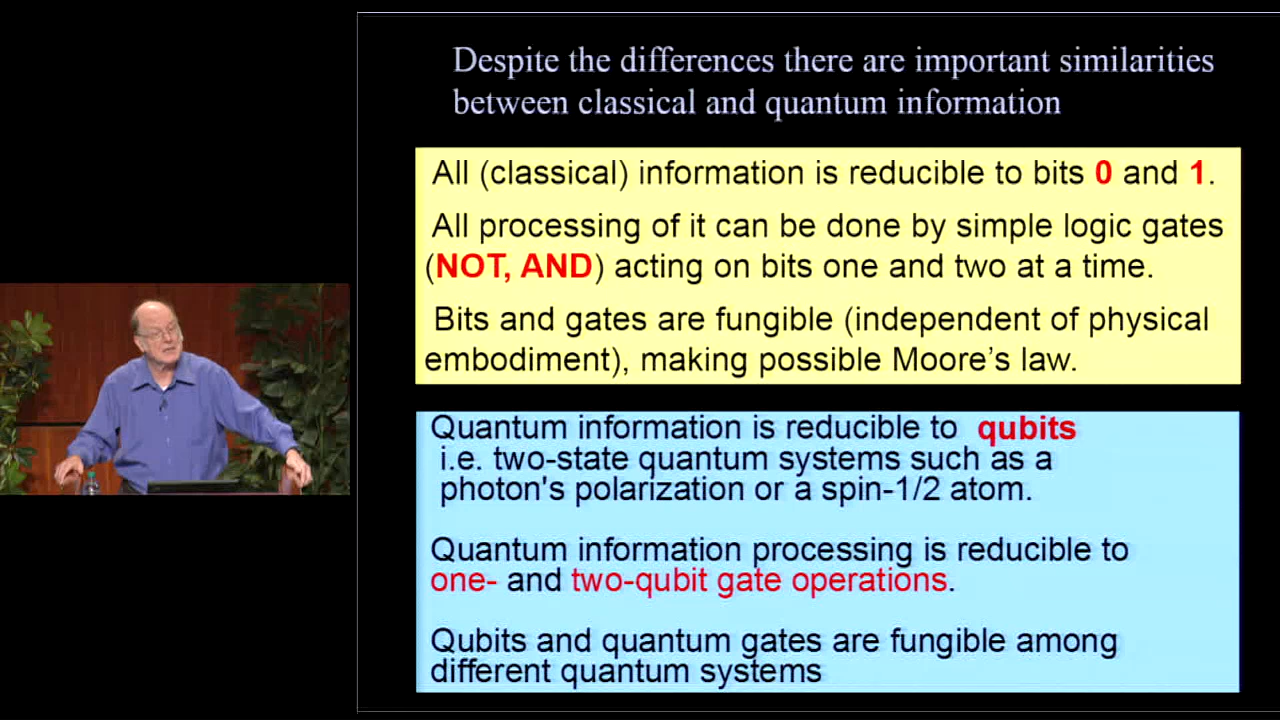 Despite the differences there are important similarities
between classical and quantum information
All (classical) information is reducible to bits 0 and 1.
All processing of it can be done by simple logic gates
(NOT, AND) acting on bits one and two at a time.
Bits and gates are fungible (independent of physical
embodiment), making possible Moore's law.
Quantum information is reducible to qubits
i.e. two-state quantum systems such as a
photon's polarization or a spin-1/2 atom.
Quantum information processing is reducible to
one- and two-qubit gate operations.
Qubits and quantum gates are fungible among
different quantum systems